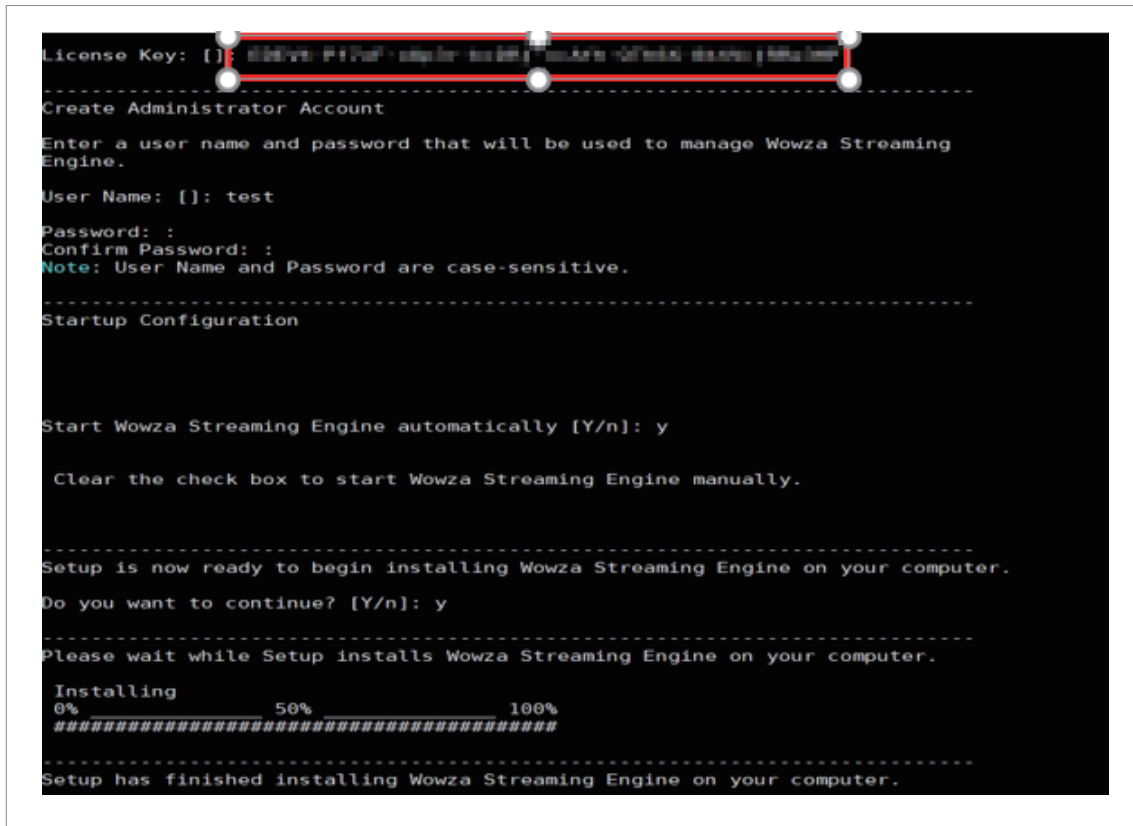 License Key: []:
--------------------------------------------------------------------------
Create Administrator Account
Enter a user name and password that will be used to manage Wowza Streaming
Engine.
User Name: []: test
Password: :
Confirm Password: :
Note: User Name and Password are case-sensitive.
--------------------------------------------------------------------------
Startup Configuration
Start Wowza Streaming Engine automatically [Y/n]: y
Clear the check box to start Wowza Streaming Engine manually.
--------------------------------------------------------------------------
Setup is now ready to begin installing Wowza Streaming Engine on your computer.
Do you want to continue? [Y/n]: y
--------------------------------------------------------------------------
Please wait while Setup installs Wowza Streaming Engine on your computer.
Installing
0% ______________ 50% ______________ 100%
#########################################
--------------------------------------------------------------------------
Setup has finished installing Wowza Streaming Engine on your computer.